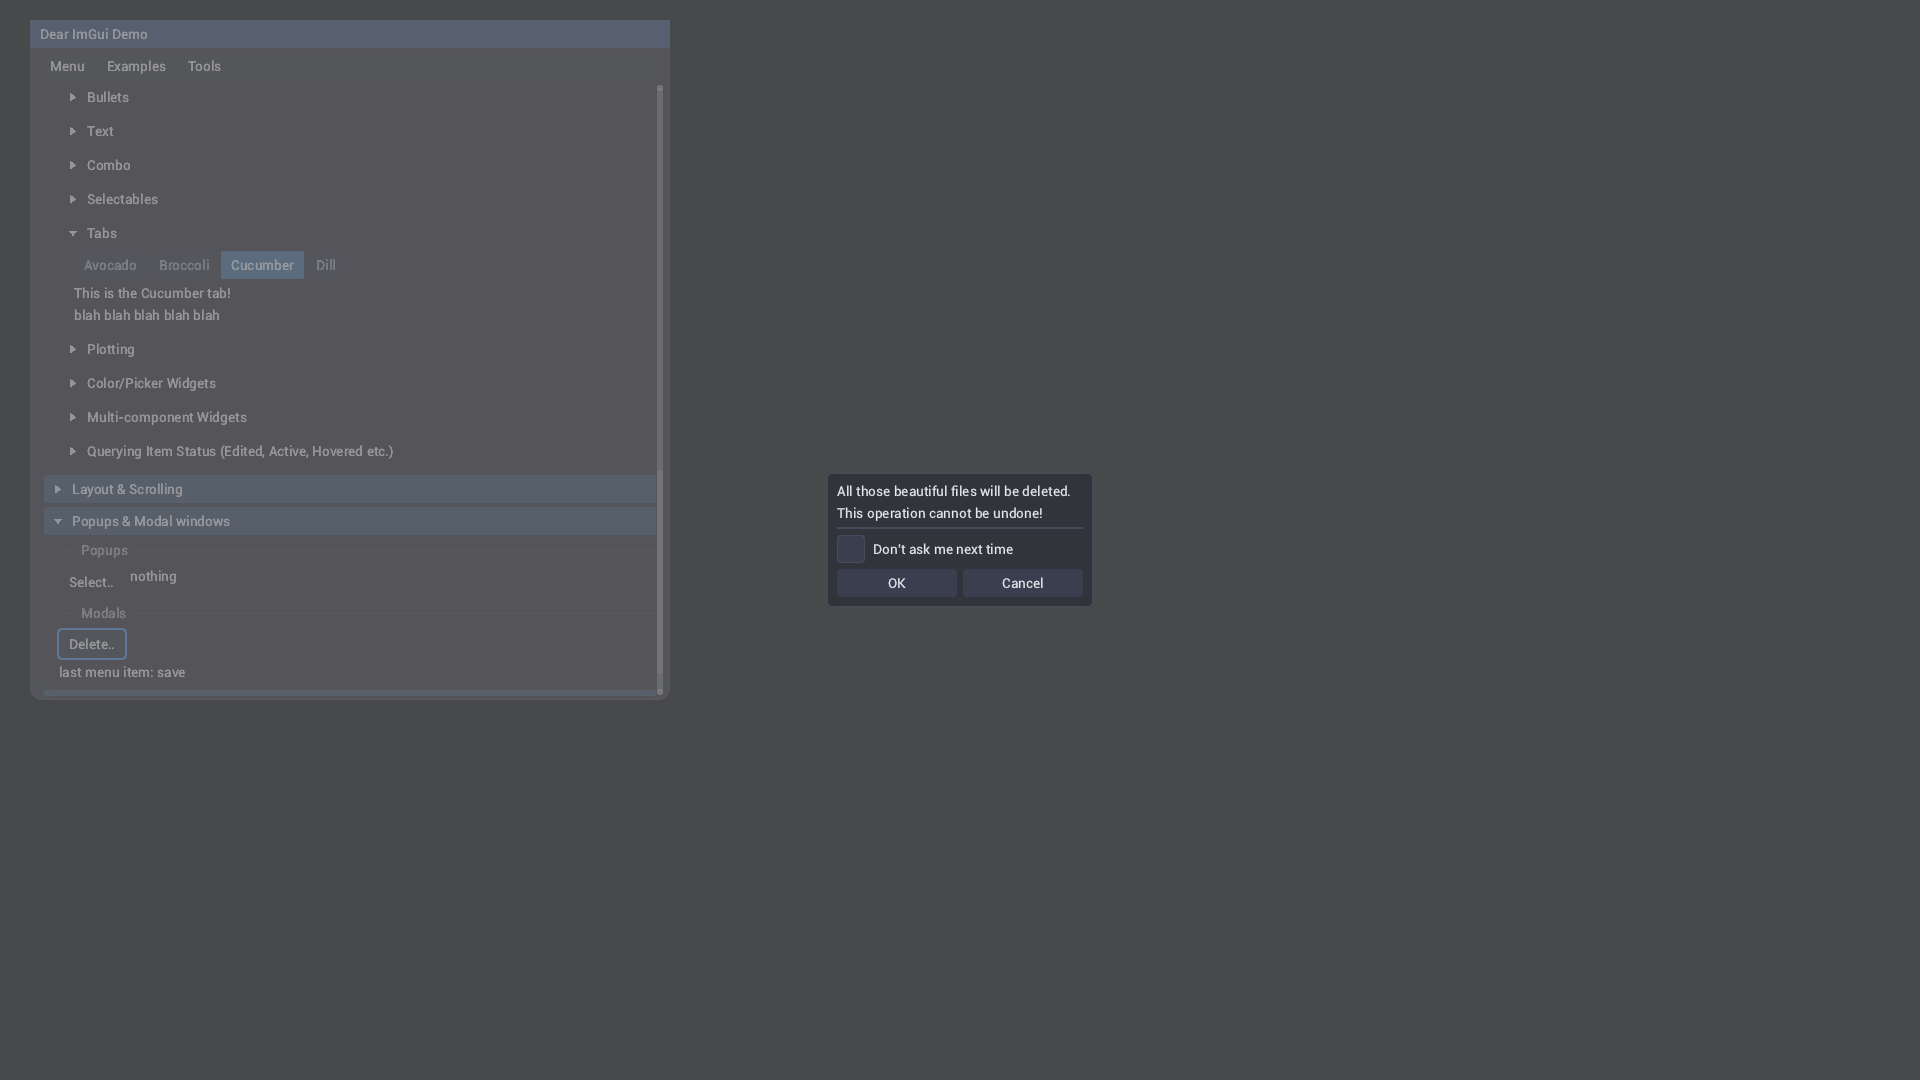 Dear ImGui Demo
Menu Examples Tools
Bullets
Text
Combo
Selectables
Tabs
Avocado Broccoli Cucumber Dill
This is the Cucumber tab!
blah blah blah blah blah
Plotting
Color/Picker Widgets
Multi-component Widgets
Querying Item Status (Edited, Active, Hovered etc.)
Layout & Scrolling
Popups & Modal windows
Popups
Select.. nothing
Modals
Delete..
last menu item: save
All those beautiful files will be deleted.
This operation cannot be undone!
Don't ask me next time
OK Cancel